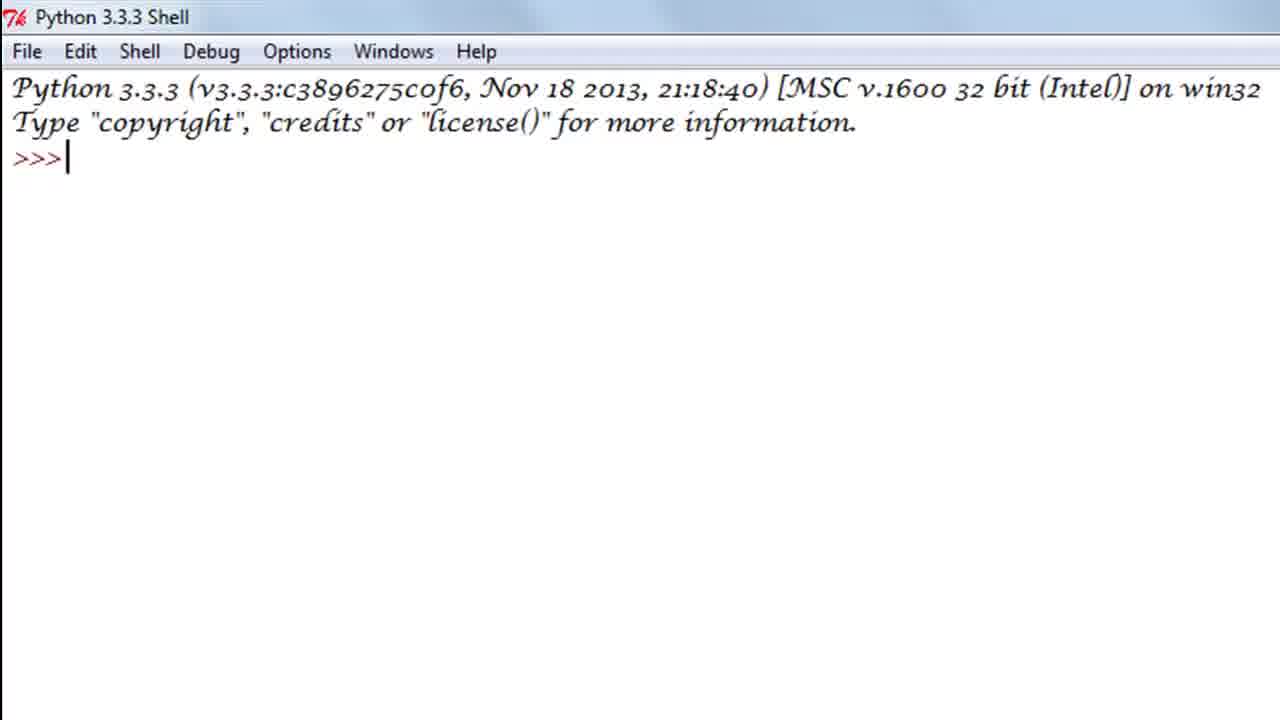 Python 3.3.3 Shell
File Edit Shell Debug Options Windows Help
Python 3.3.3 (v3.3.3:c3896275c0f6, Nov 18 2013, 21:18:40) [MSC v.1600 32 bit (Intel)] on win32
Type "copyright", "credits" or "license()" for more information.
>>>